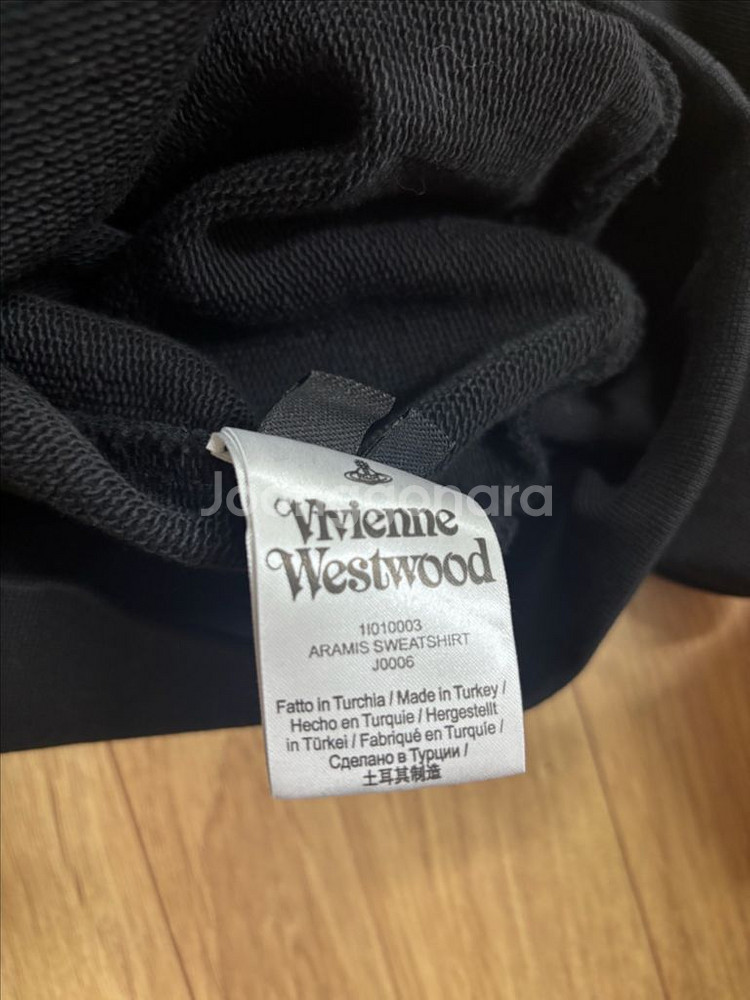 Joongonara
Vivienne
Westwood
1I010003
ARAMIS SWEATSHIRT
J0006
Fatto in Turchia / Made in Turkey /
Hecho en Turquie / Hergestellt
in Türkei / Fabriqué en Turquie /
Сделано в Турции /
土耳其制造